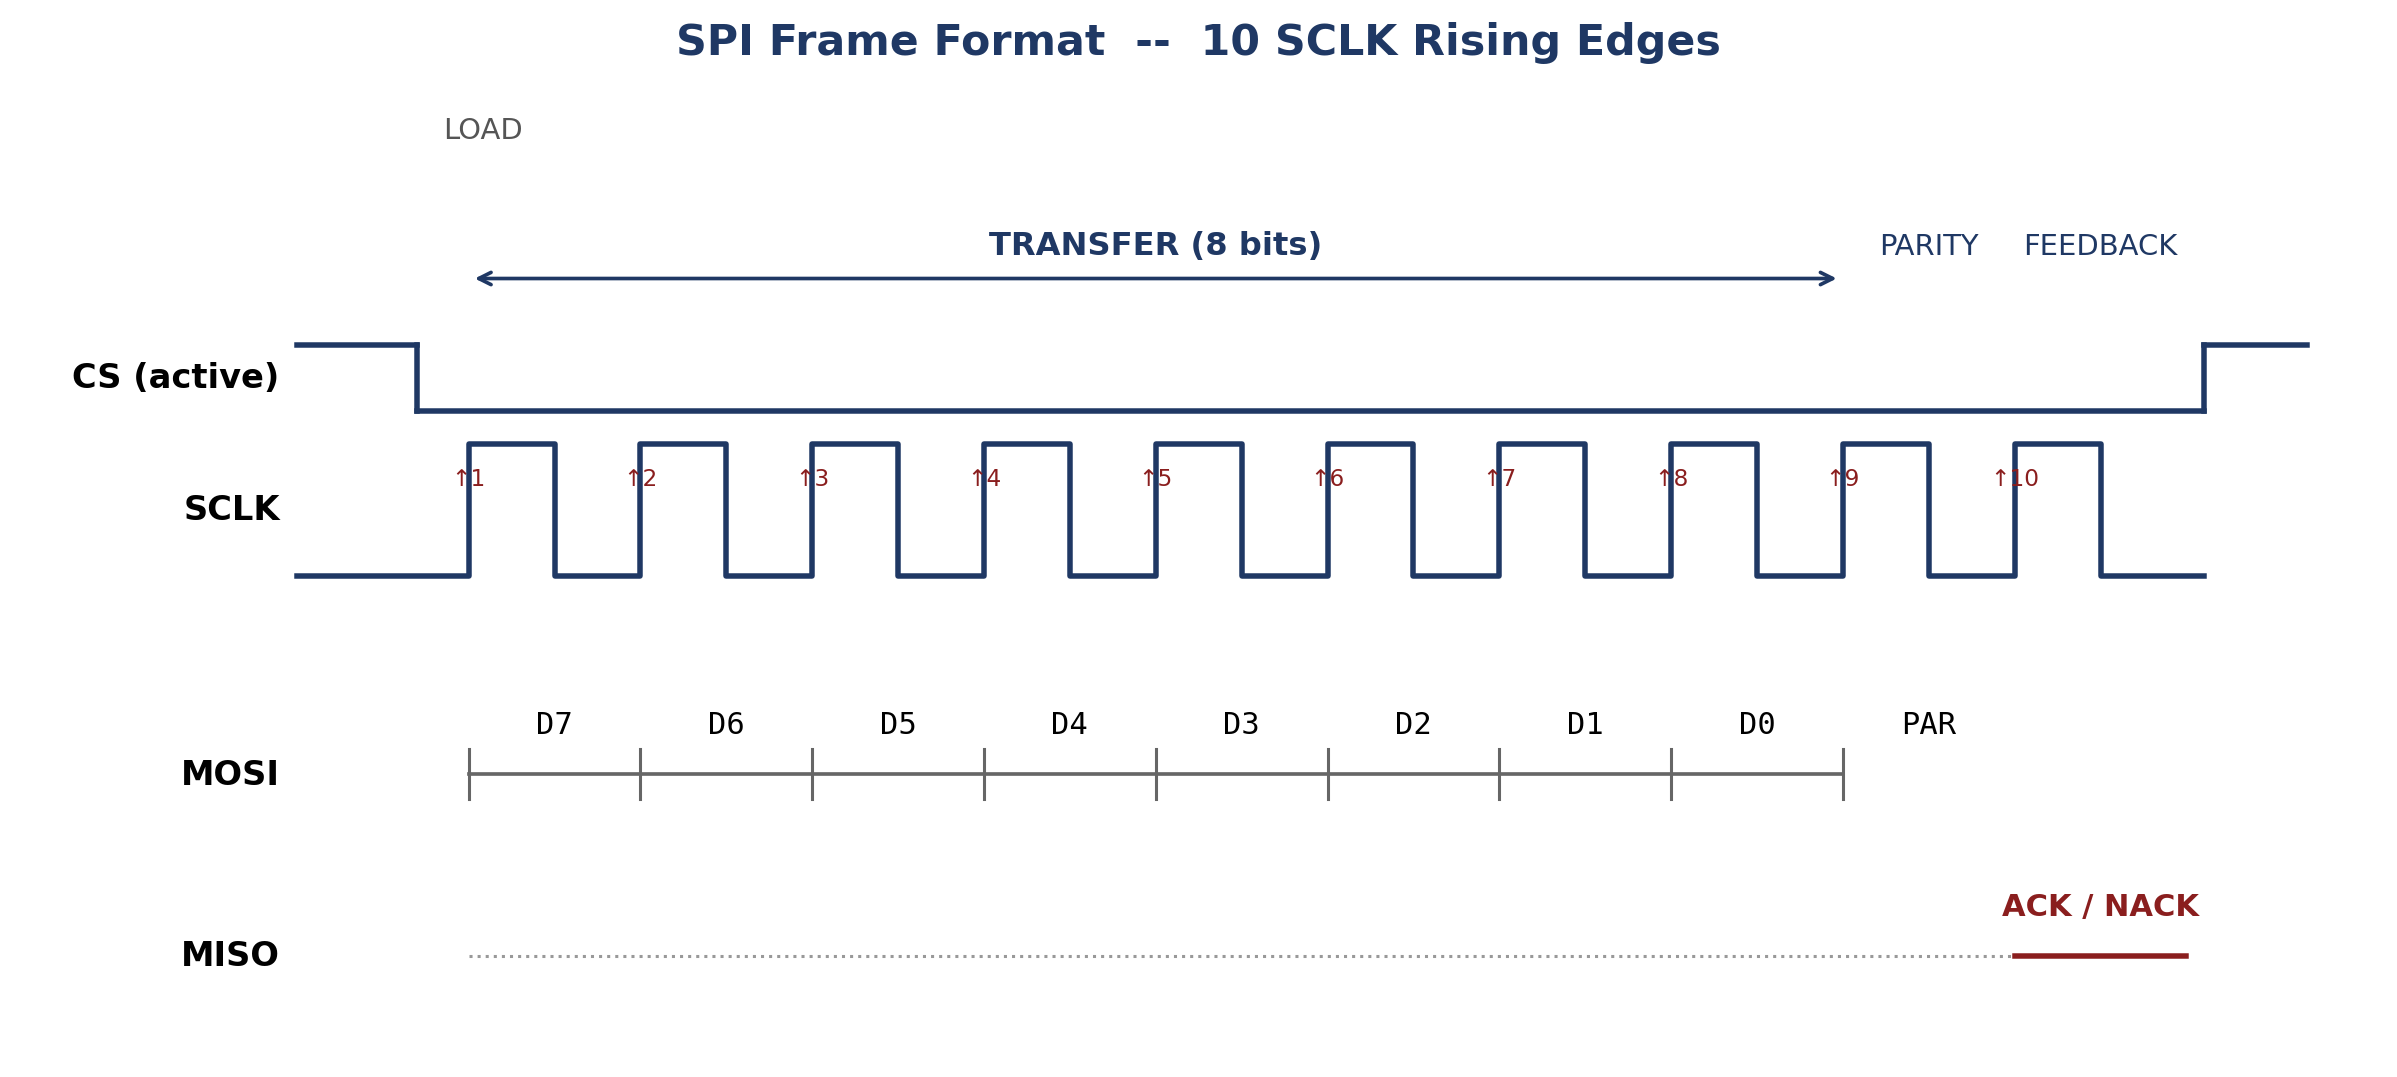 SPI Frame Format -- 10 SCLK Rising Edges
LOAD
TRANSFER (8 bits) PARITY FEEDBACK
CS (active)
↑1 ↑2 ↑3 ↑4 ↑5 ↑6 ↑7 ↑8 ↑9 ↑10
SCLK
D7 D6 D5 D4 D3 D2 D1 D0 PAR
MOSI
ACK / NACK
MISO